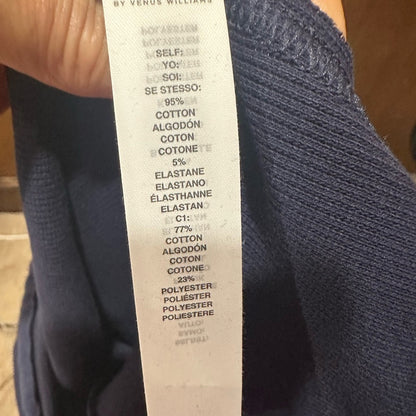 BY VENUS WILLIAMS
SELF:
YO:
SOI:
SE STESSO:
95%
COTTON
ALGODÓN
COTON
COTONE
5%
ELASTANE
ELASTANO
ÉLASTHANNE
ELASTAN
C1:
77%
COTTON
ALGODÓN
COTON
COTONE
23%
POLYESTER
POLIÉSTER
POLYESTER
POLIESTERE